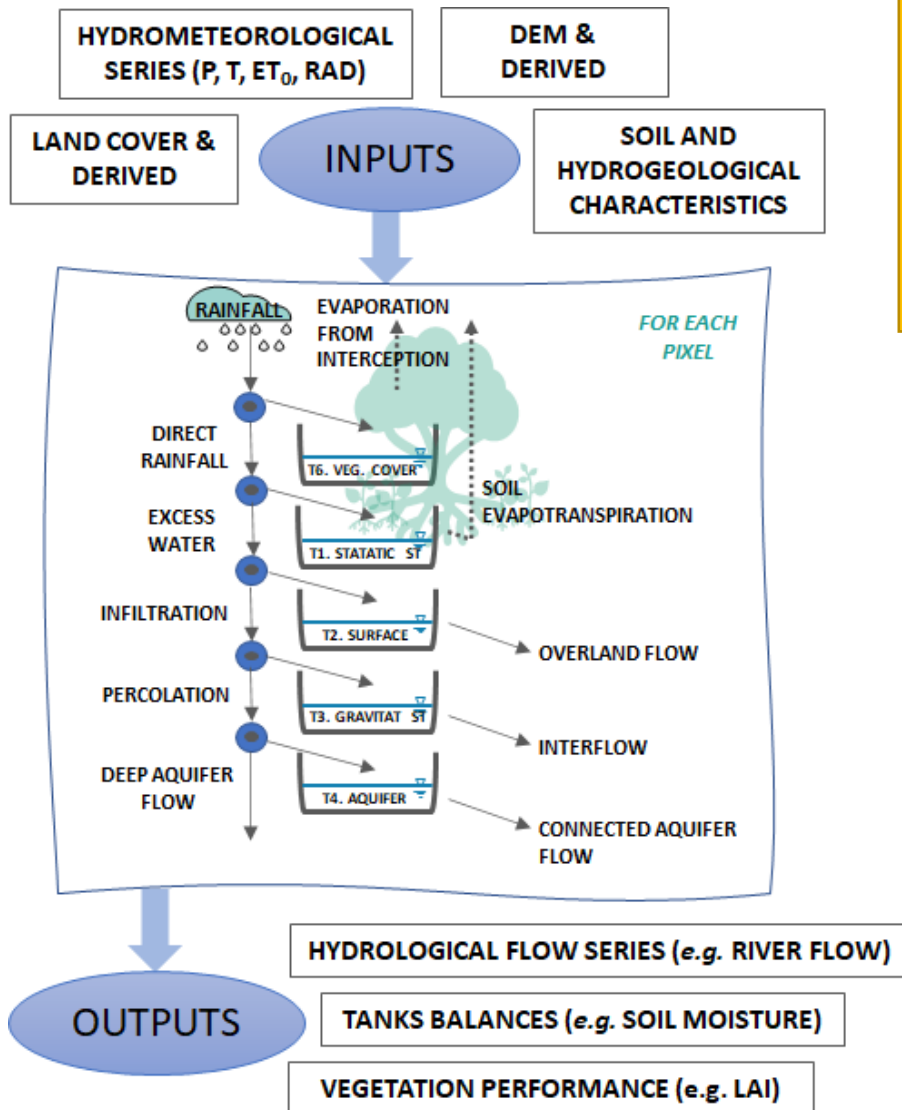 HYDROMETEOROLOGICAL
SERIES (P, T, ET₀, RAD)
DEM &
DERIVED
LAND COVER &
DERIVED
INPUTS
SOIL AND
HYDROGEOLOGICAL
CHARACTERISTICS
RAINFALL
EVAPORATION
FROM
INTERCEPTION
FOR EACH
PIXEL
DIRECT
RAINFALL
T6. VEG. COVER
SOIL
EVAPOTRANSPIRATION
EXCESS
WATER
T1. STATATIC ST
INFILTRATION
T2. SURFACE
OVERLAND FLOW
PERCOLATION
T3. GRAVITAT ST
INTERFLOW
DEEP AQUIFER
FLOW
T4. AQUIFER
CONNECTED AQUIFER
FLOW
HYDROLOGICAL FLOW SERIES (e.g. RIVER FLOW)
OUTPUTS
TANKS BALANCES (e.g. SOIL MOISTURE)
VEGETATION PERFORMANCE (e.g. LAI)